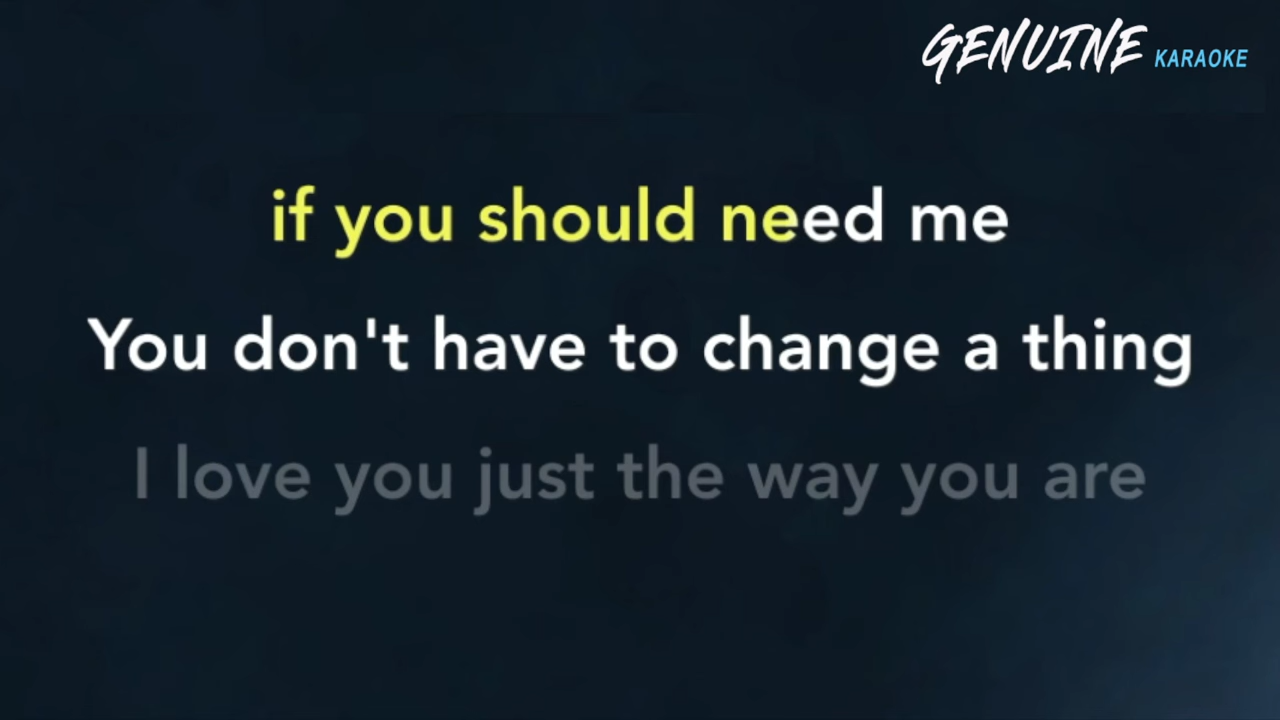 GENUINE KARAOKE
if you should need me
You don't have to change a thing
I love you just the way you are